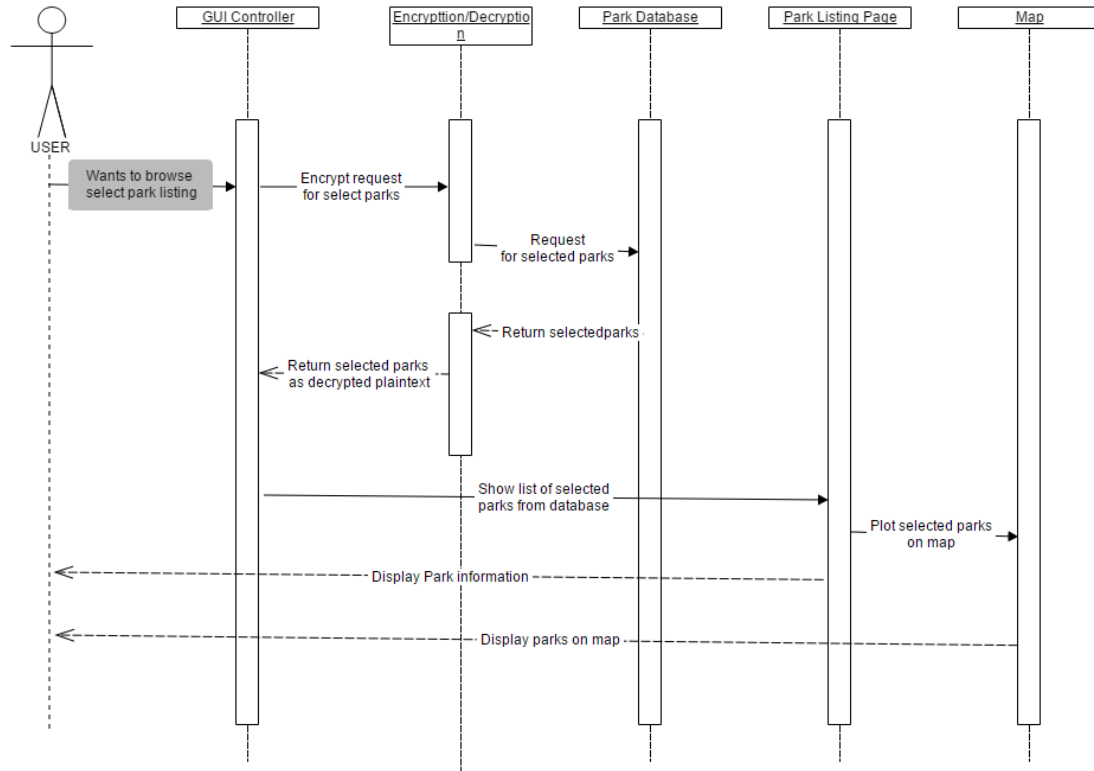 GUI Controller
Encrypttion/Decryptio
n
Park Database
Park Listing Page
Map
USER
Wants to browse
select park listing
Encrypt request
for select parks
Request
for selected parks
Return selectedparks
Return selected parks
as decrypted plaintext
Show list of selected
parks from database
Plot selected parks
on map
Display Park information
Display parks on map